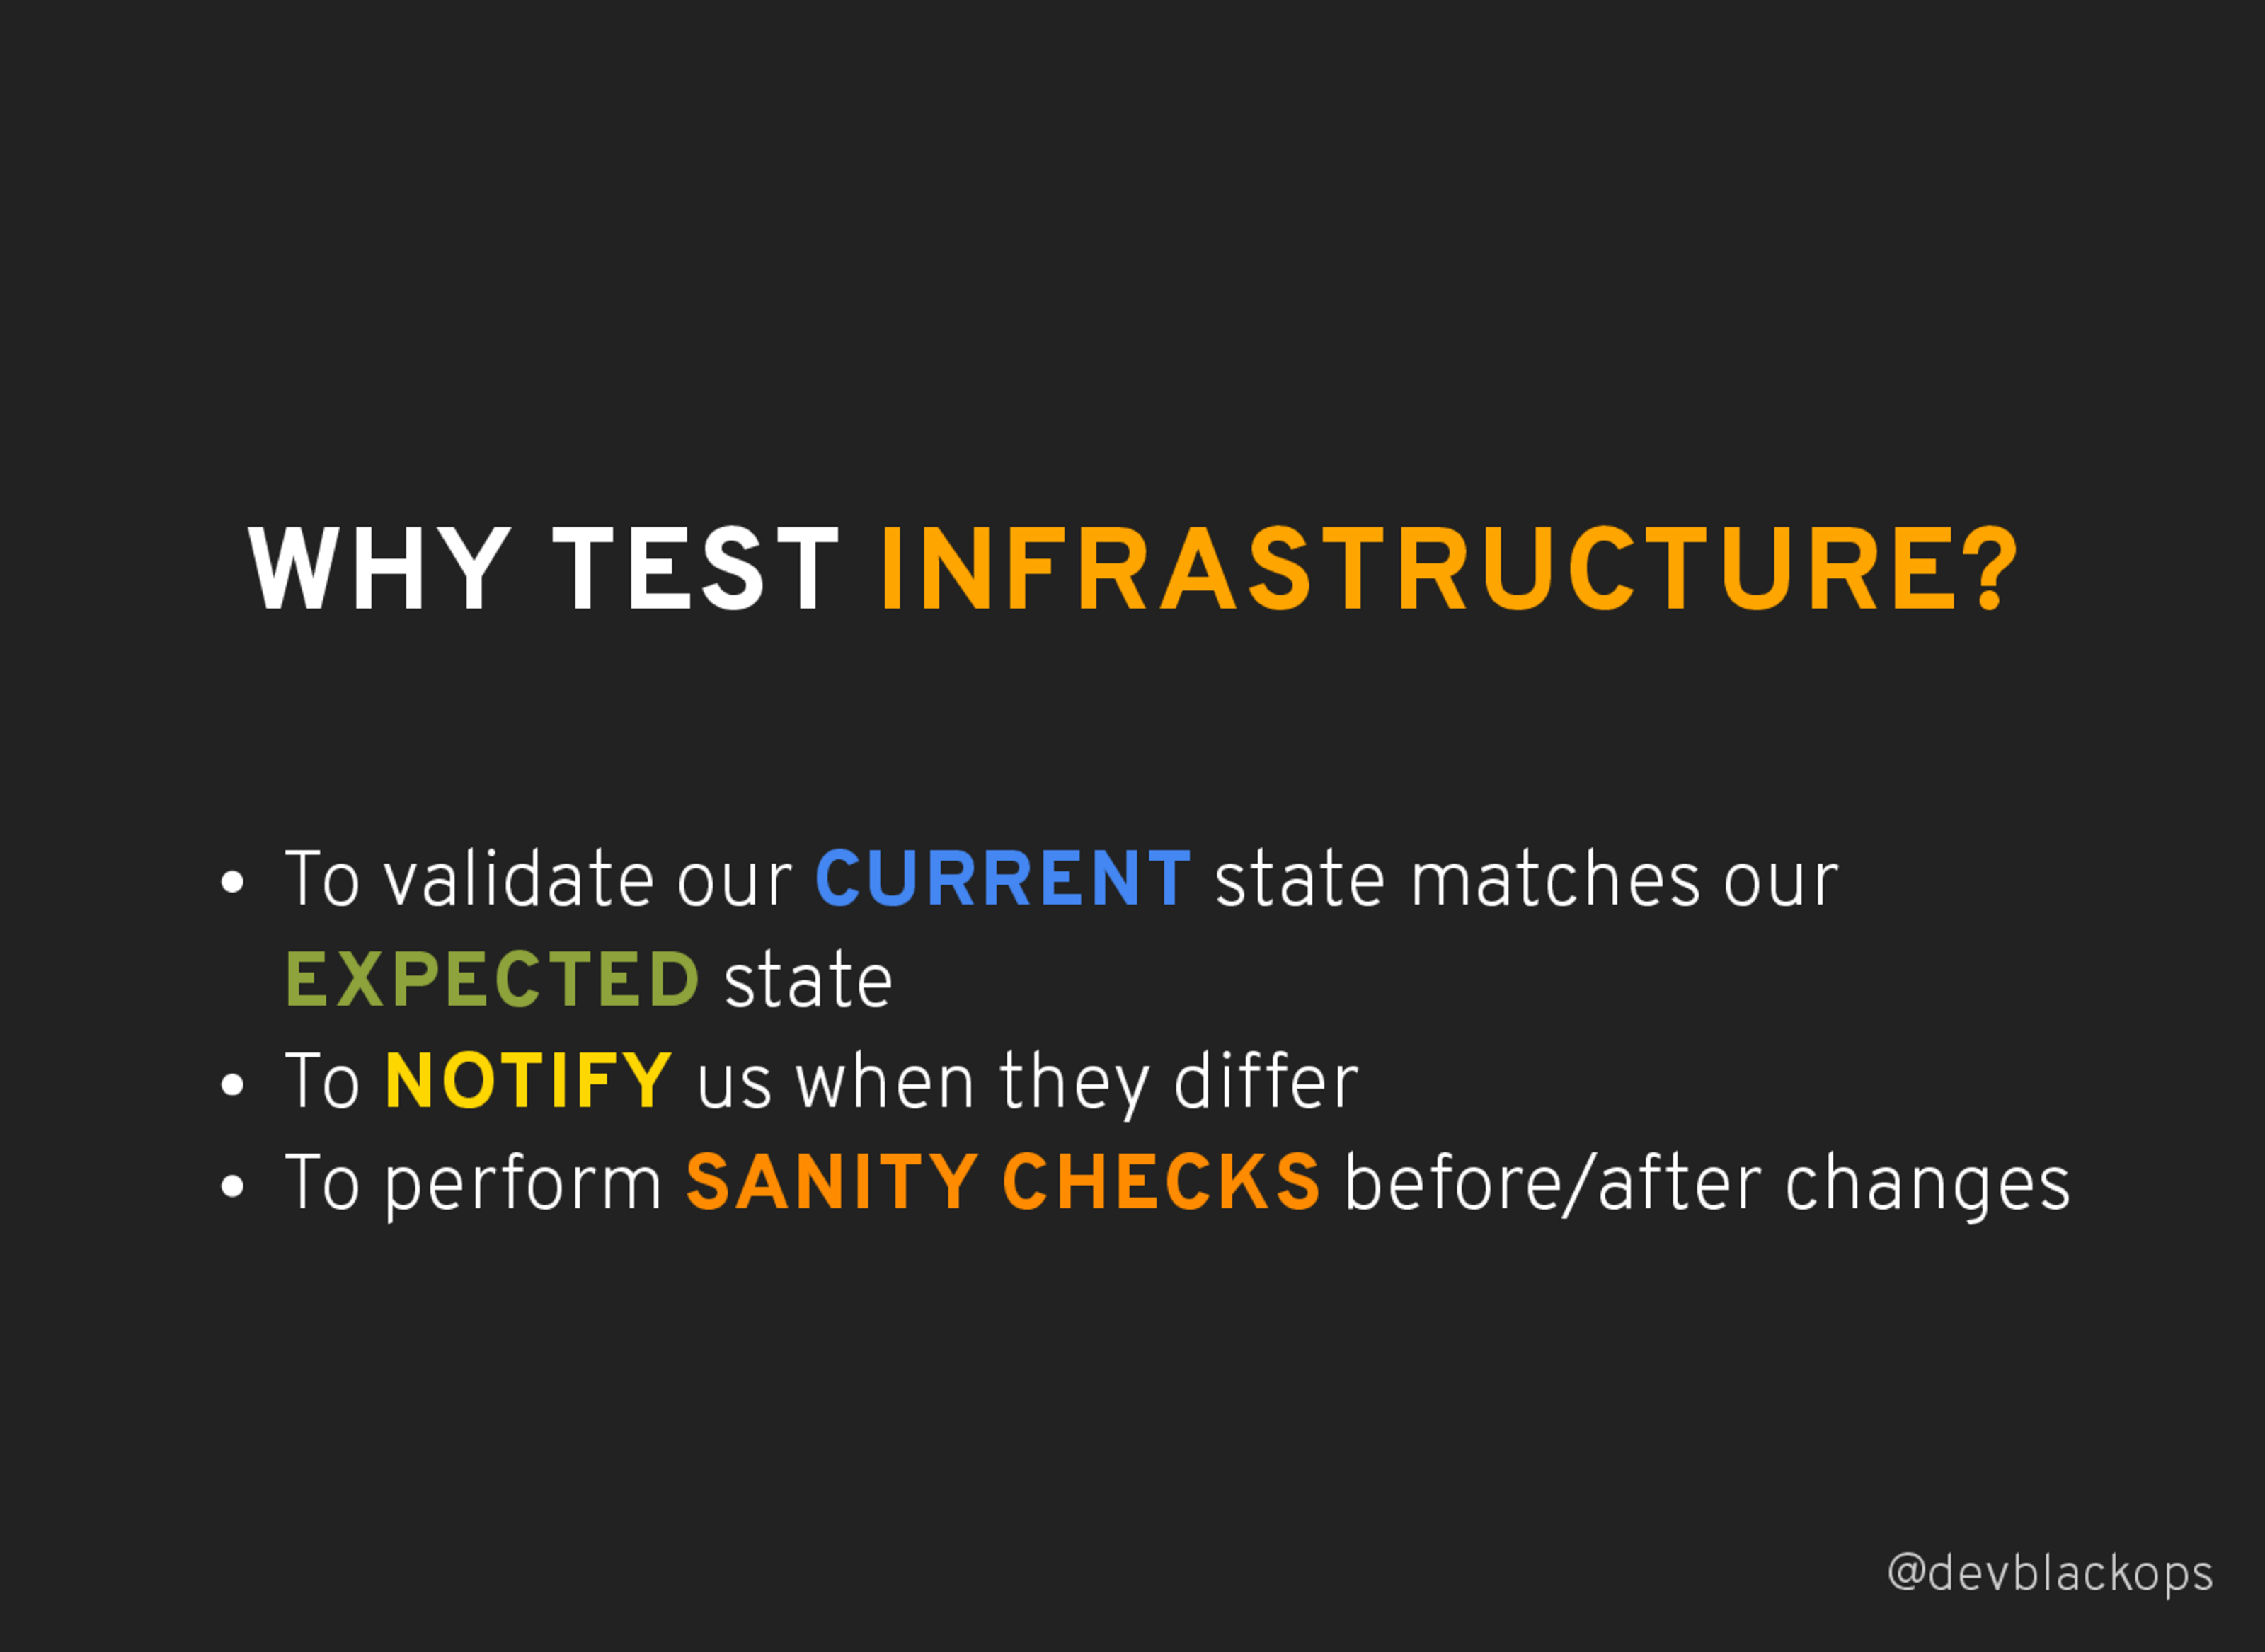 WHY TEST INFRASTRUCTURE?
• To validate our CURRENT state matches our
EXPECTED state
• To NOTIFY us when they differ
• To perform SANITY CHECKS before/after changes
@devblackops